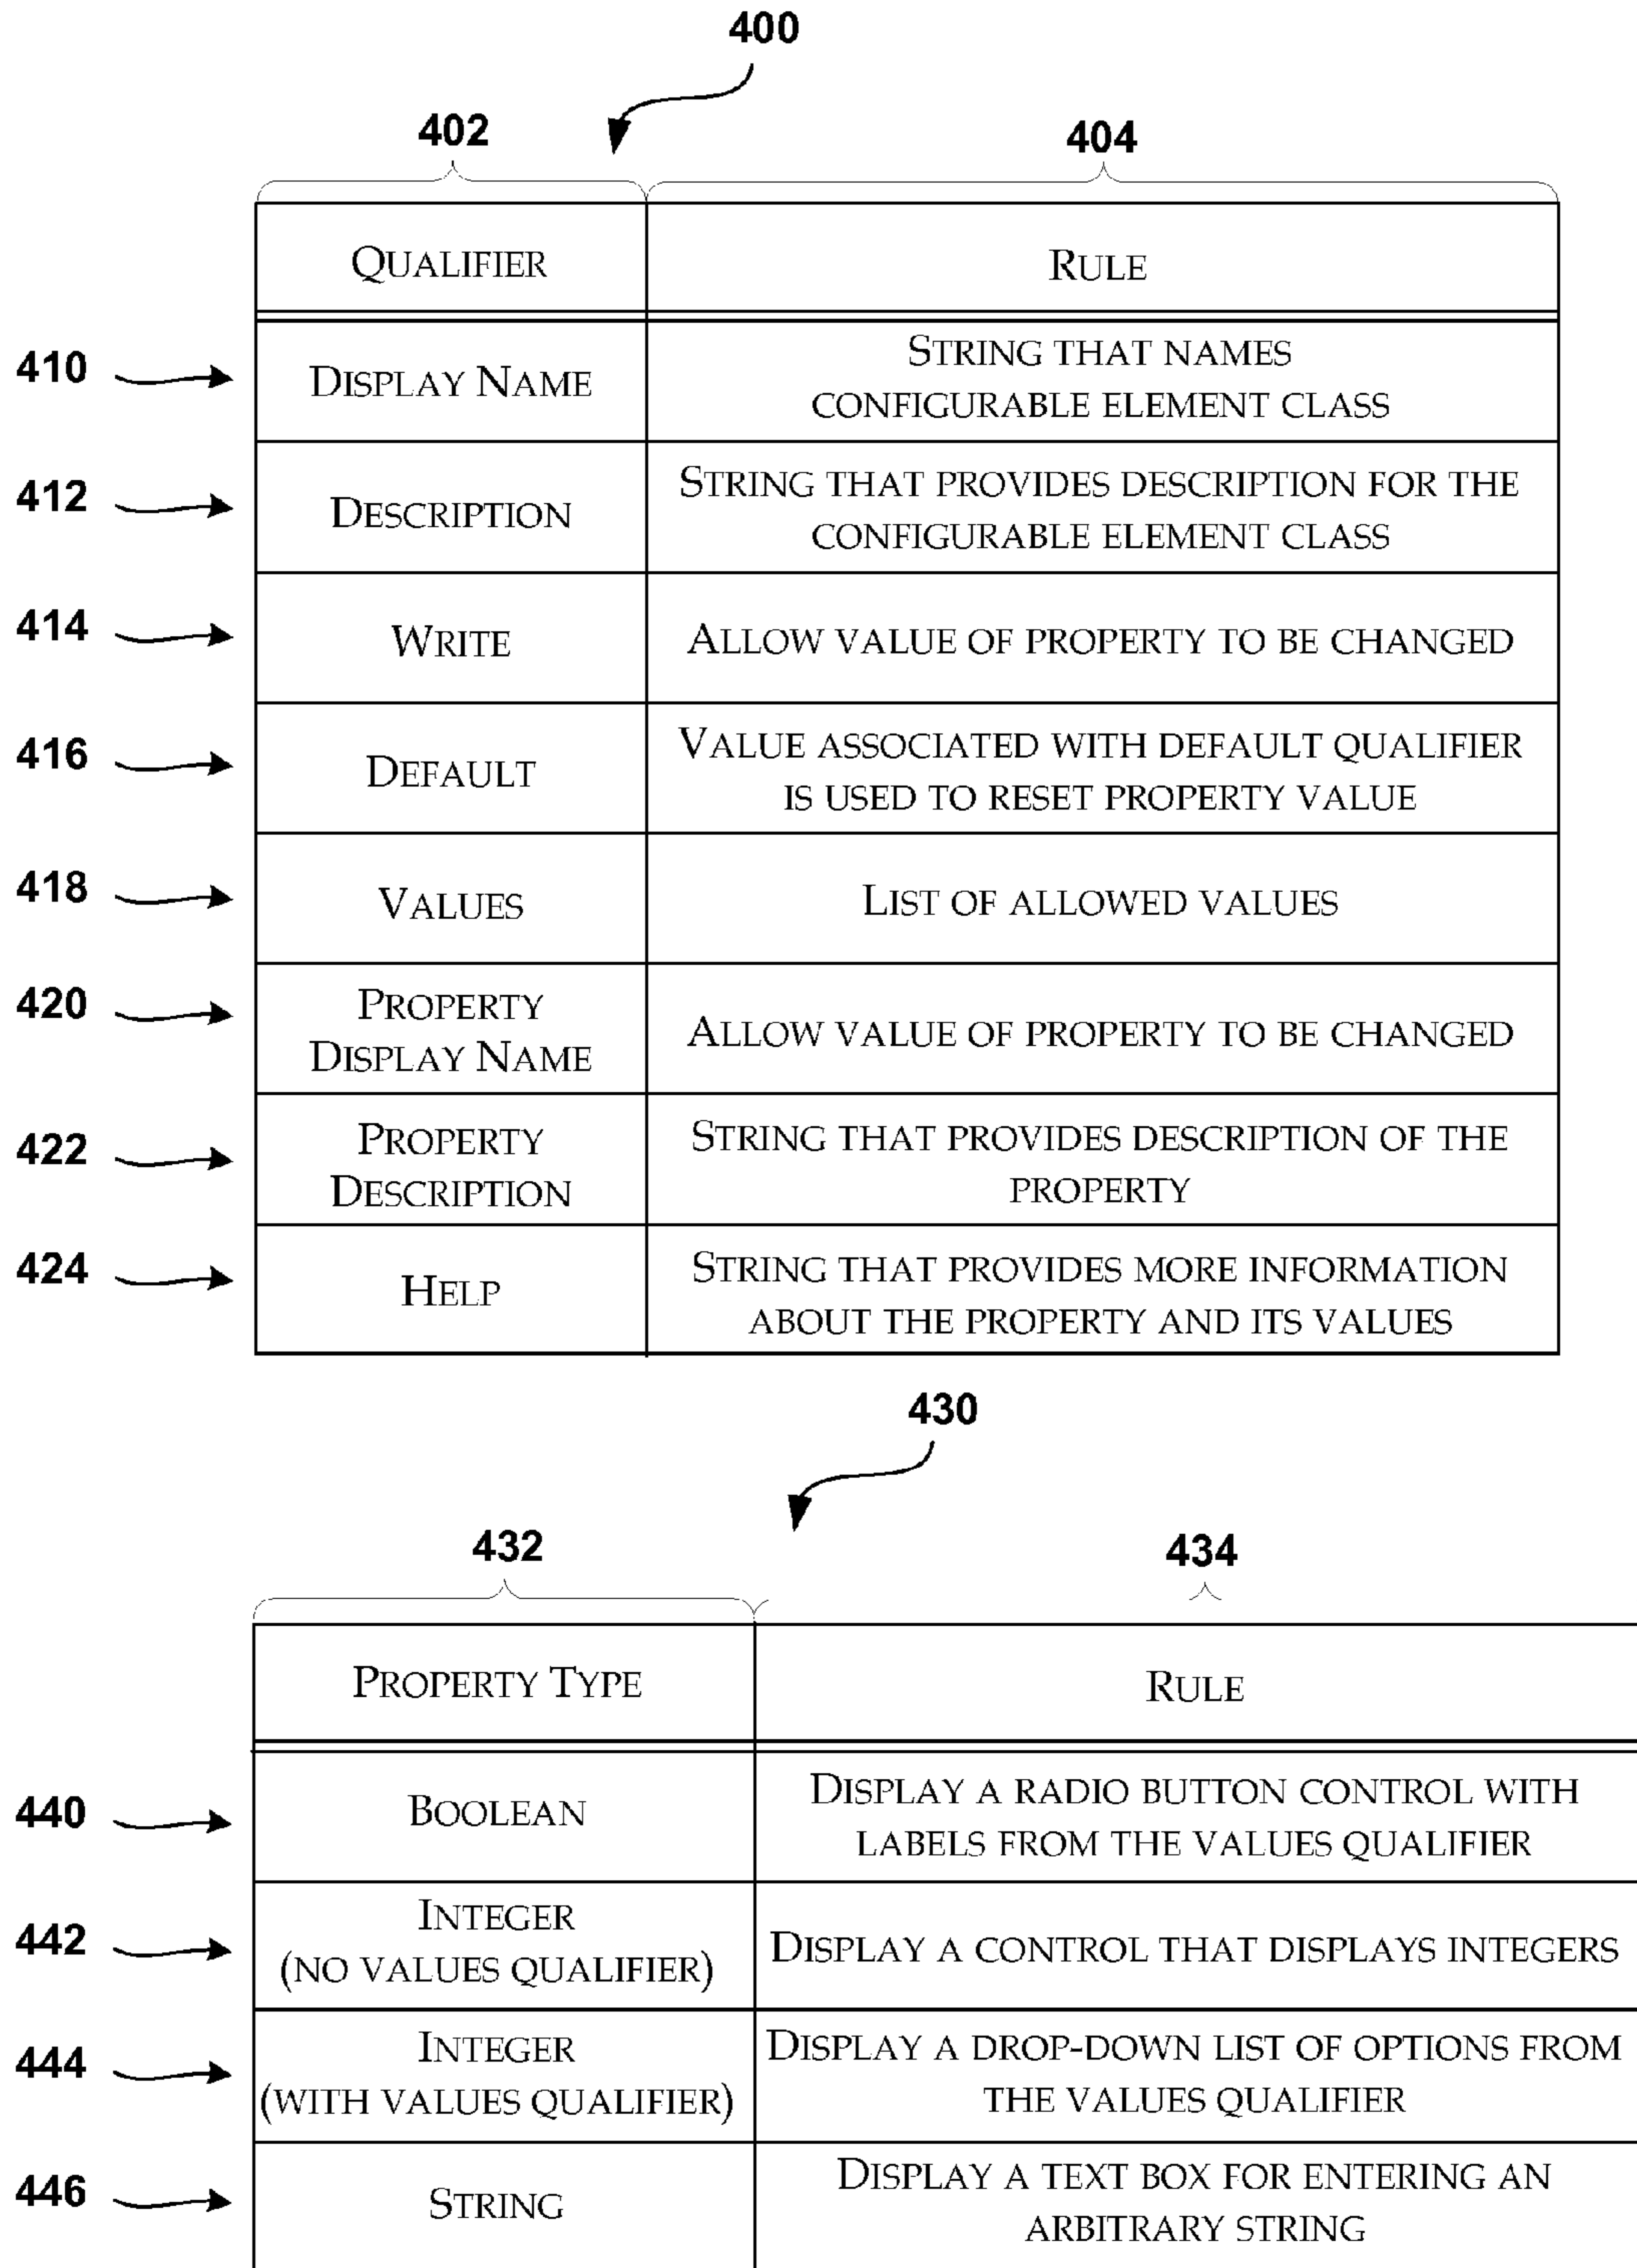 400
402
404
QUALIFIER
RULE
410
DISPLAY NAME
STRING THAT NAMES
CONFIGURABLE ELEMENT CLASS
412
DESCRIPTION
STRING THAT PROVIDES DESCRIPTION FOR THE
CONFIGURABLE ELEMENT CLASS
414
WRITE
ALLOW VALUE OF PROPERTY TO BE CHANGED
416
DEFAULT
VALUE ASSOCIATED WITH DEFAULT QUALIFIER
IS USED TO RESET PROPERTY VALUE
418
VALUES
LIST OF ALLOWED VALUES
420
PROPERTY
DISPLAY NAME
ALLOW VALUE OF PROPERTY TO BE CHANGED
422
PROPERTY
DESCRIPTION
STRING THAT PROVIDES DESCRIPTION OF THE
PROPERTY
424
HELP
STRING THAT PROVIDES MORE INFORMATION
ABOUT THE PROPERTY AND ITS VALUES
430
432
434
PROPERTY TYPE
RULE
440
BOOLEAN
DISPLAY A RADIO BUTTON CONTROL WITH
LABELS FROM THE VALUES QUALIFIER
442
INTEGER
(NO VALUES QUALIFIER)
DISPLAY A CONTROL THAT DISPLAYS INTEGERS
444
INTEGER
(WITH VALUES QUALIFIER)
DISPLAY A DROP-DOWN LIST OF OPTIONS FROM
THE VALUES QUALIFIER
446
STRING
DISPLAY A TEXT BOX FOR ENTERING AN
ARBITRARY STRING